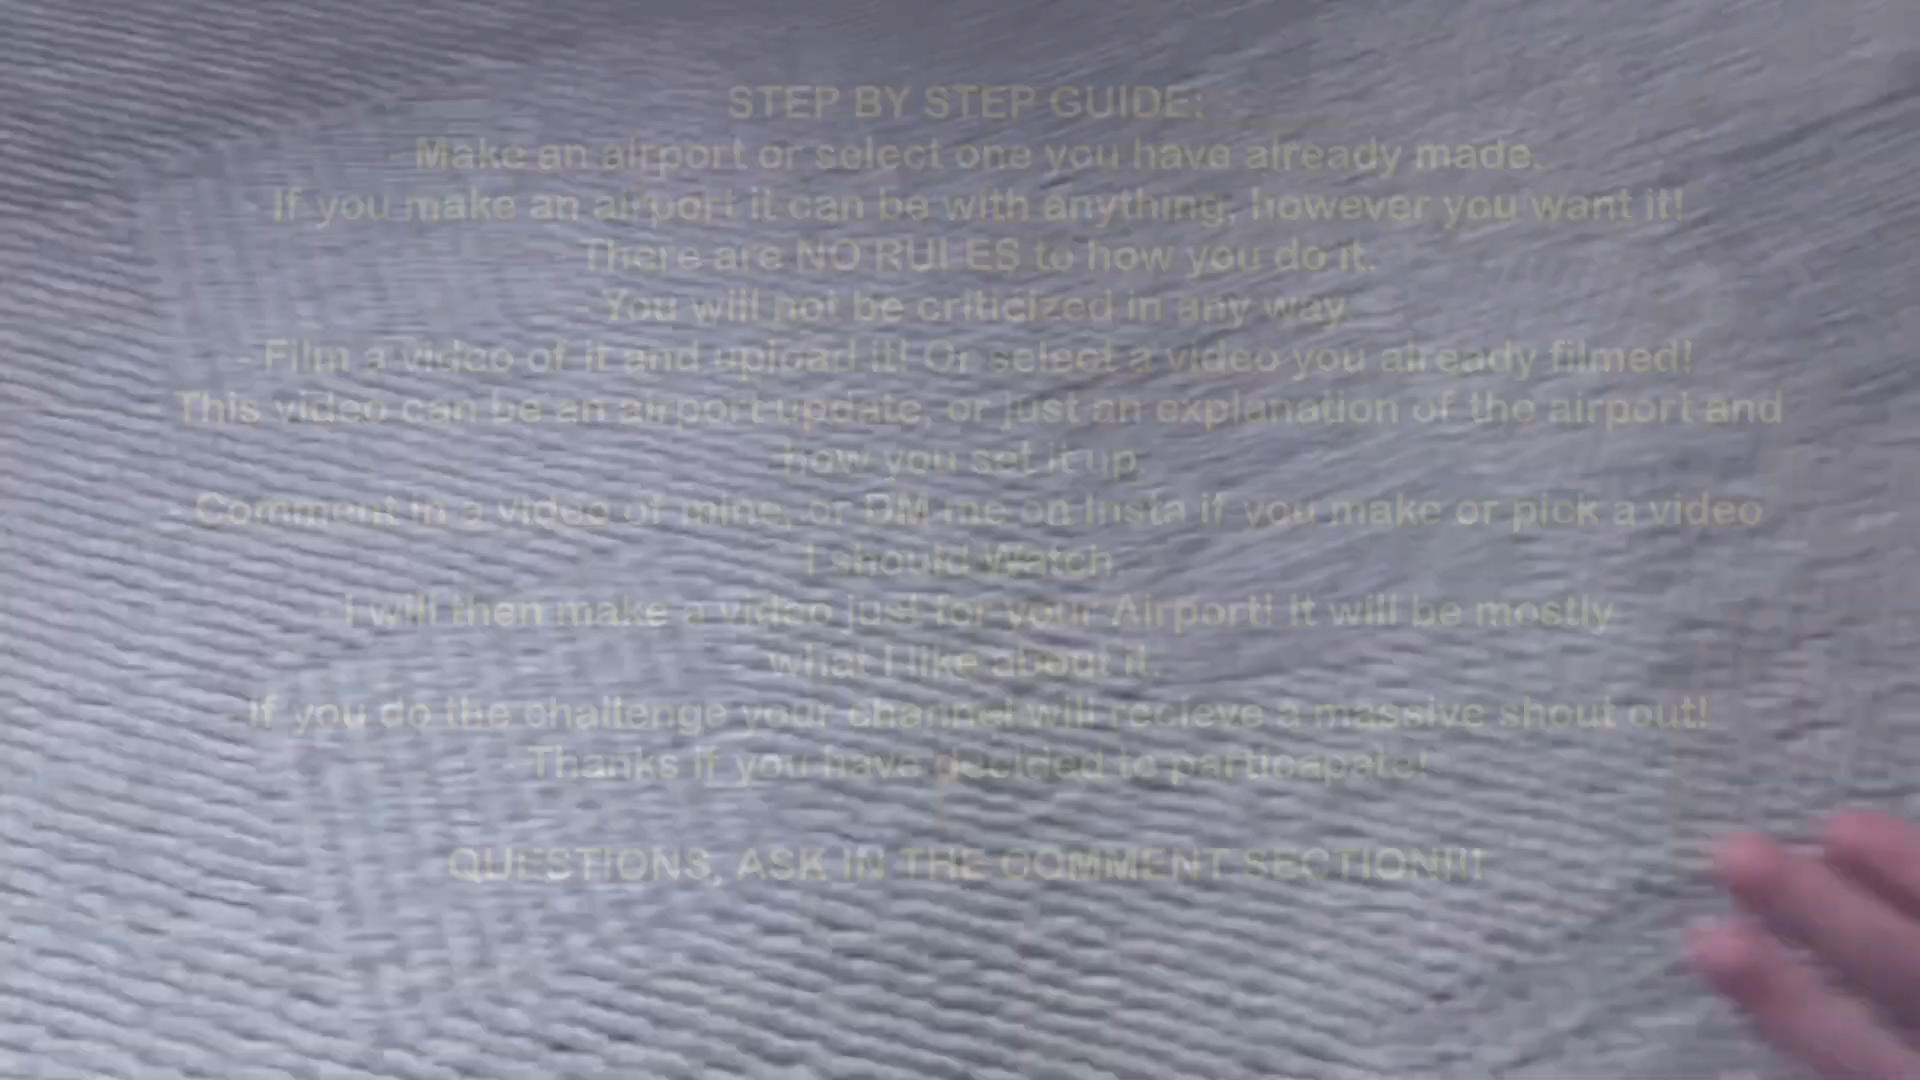 STEP BY STEP GUIDE:
- Make an airport or select one you have already made.
If you make an airport it can be with anything, however you want it!
- There are NO RULES to how you do it.
- You will not be criticized in any way.
- Film a video of it and upload it! Or select a video you already filmed!
This video can be an airport update, or just an explanation of the airport and
how you set it up.
- Comment in a video of mine, or DM me on Insta if you make or pick a video
I should Watch.
- I will then make a video just for your Airport! It will be mostly
what I like about it.
If you do the challenge your channel will recieve a massive shout out!
- Thanks if you have decided to particapate!
QUESTIONS, ASK IN THE COMMENT SECTION!!!